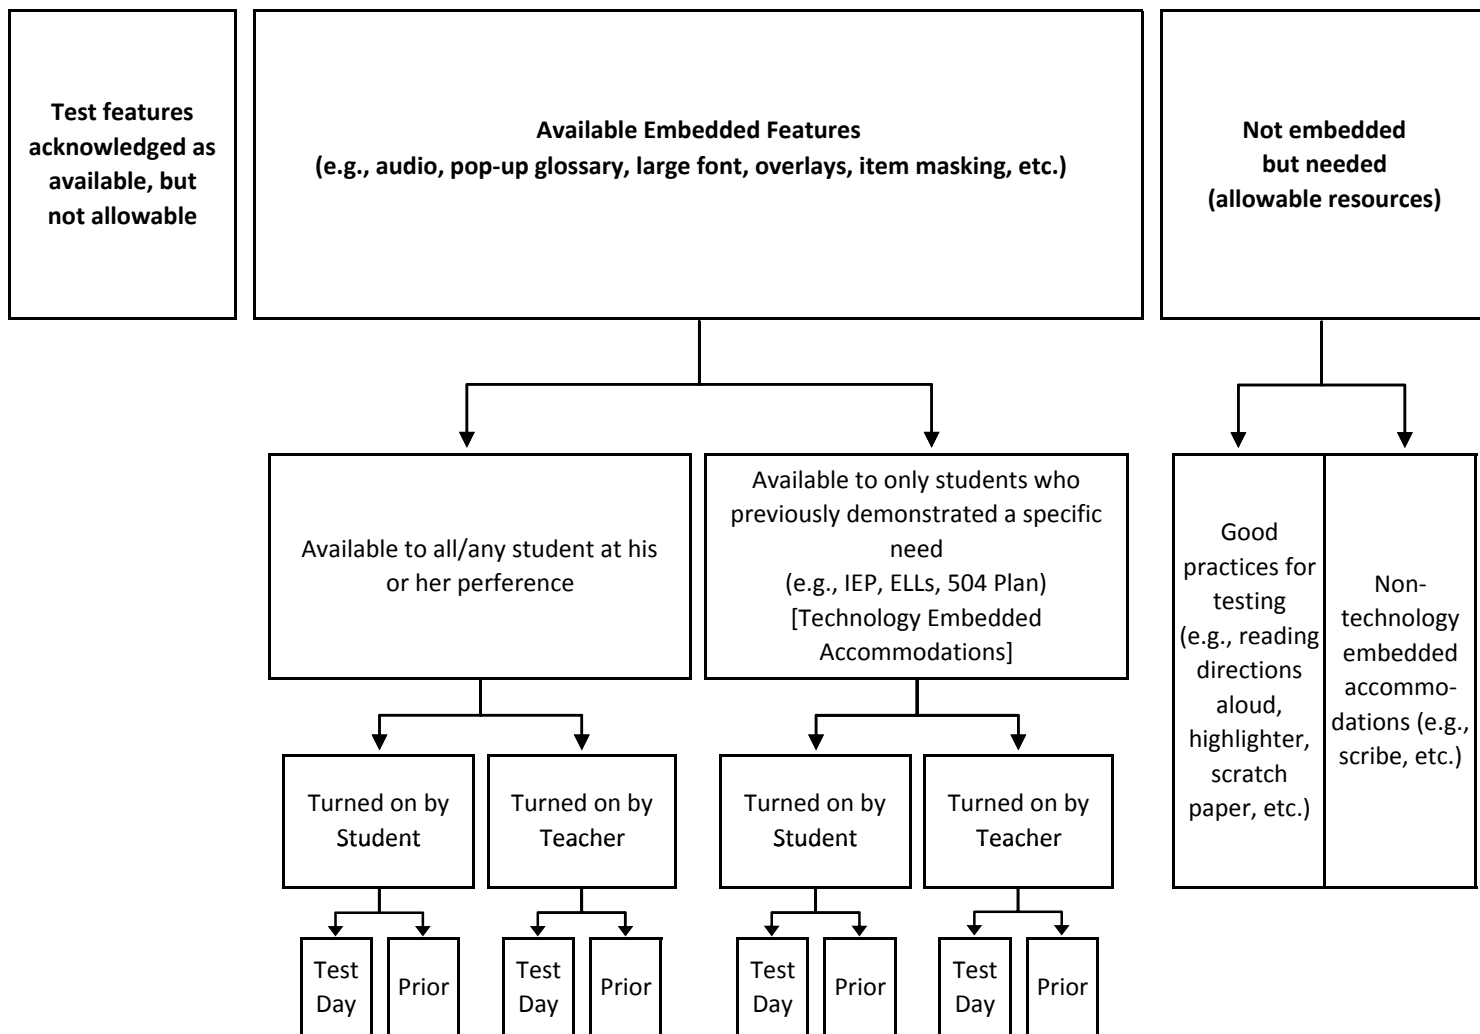 Test features
acknowledged as
available, but
not allowable
Available Embedded Features
(e.g., audio, pop-up glossary, large font, overlays, item masking, etc.)
Not embedded
but needed
(allowable resources)
Available to all/any student at his
or her perference
Available to only students who
previously demonstrated a specific
need
(e.g., IEP, ELLs, 504 Plan)
[Technology Embedded
Accommodations]
Good
practices for
testing
(e.g., reading
directions
aloud,
highlighter,
scratch
paper, etc.)
Non-
technology
embedded
accommo-
dations (e.g.,
scribe, etc.)
Turned on by
Student
Turned on by
Teacher
Turned on by
Student
Turned on by
Teacher
Test
Day
Prior
Test
Day
Prior
Test
Day
Prior
Test
Day
Prior